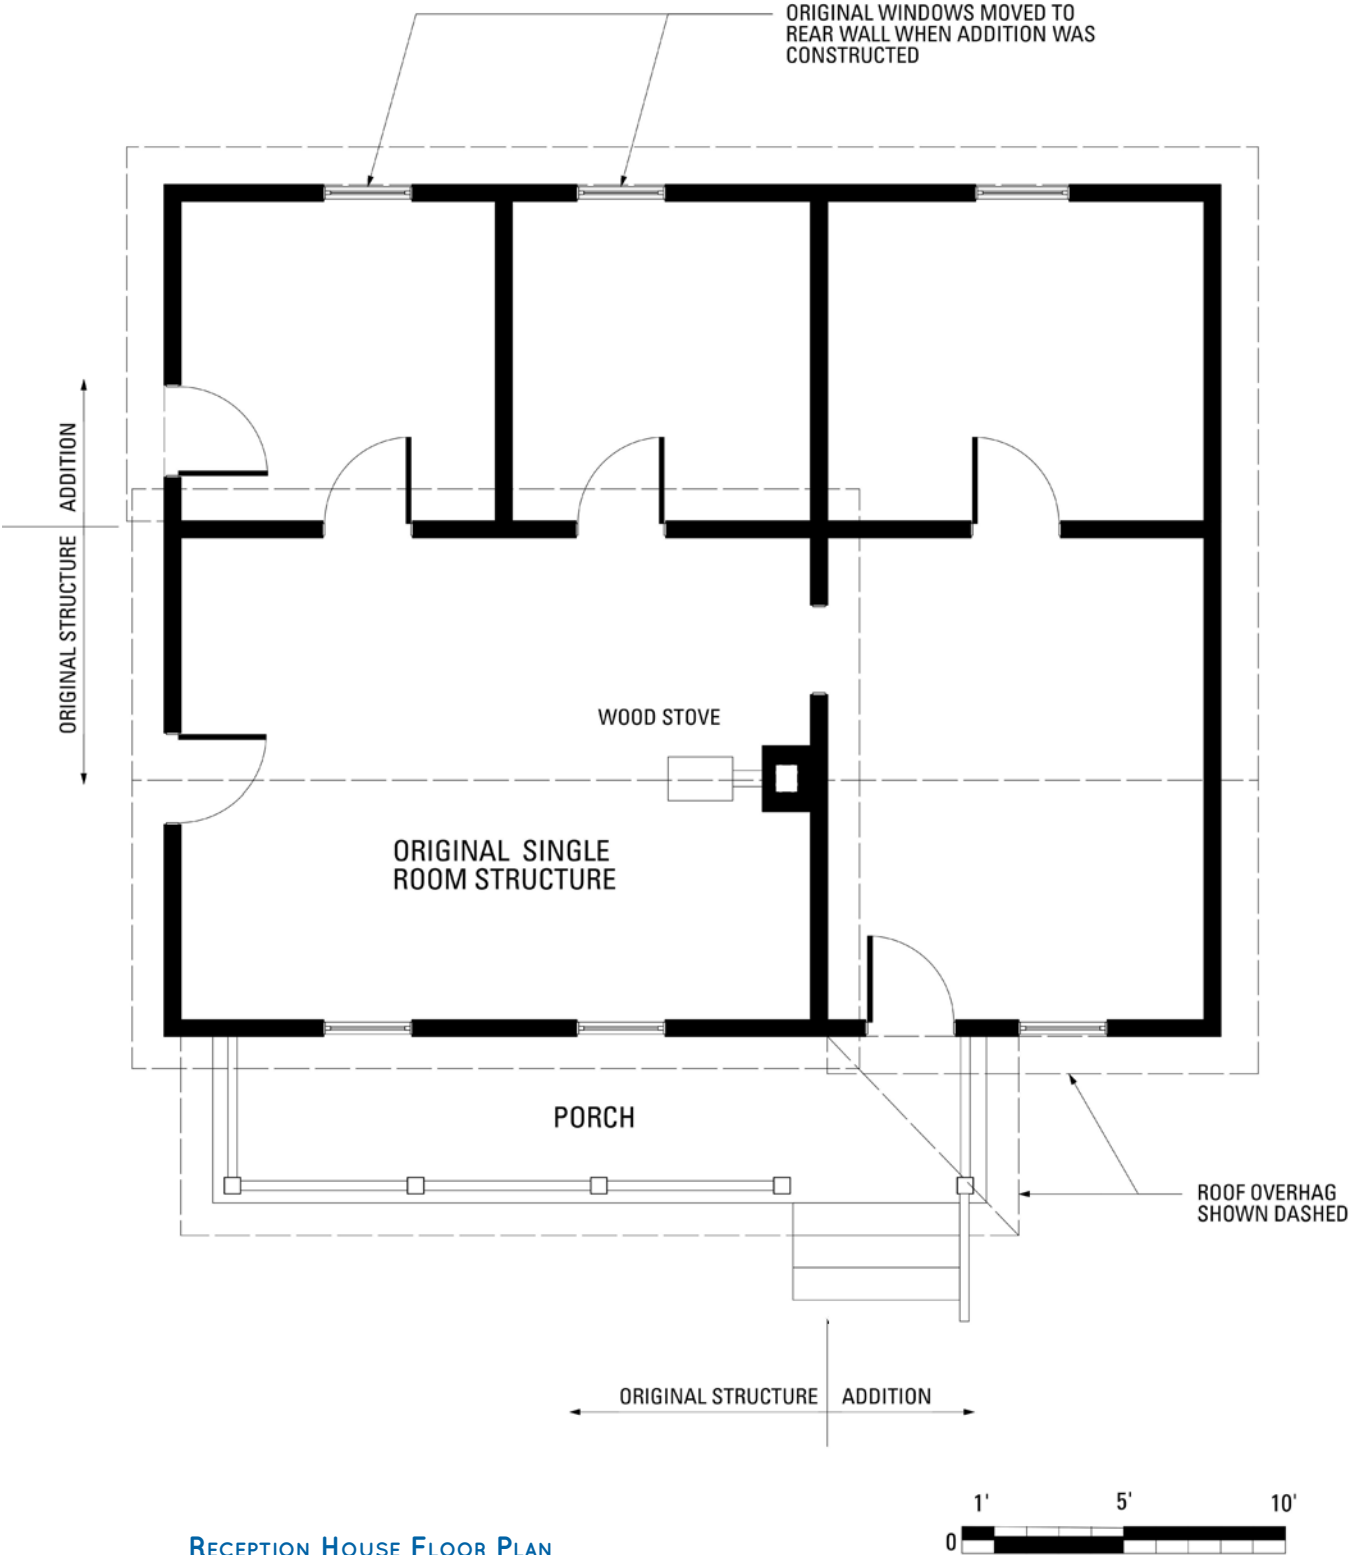 ORIGINAL WINDOWS MOVED TO
REAR WALL WHEN ADDITION WAS
CONSTRUCTED
ADDITION
ORIGINAL STRUCTURE
WOOD STOVE
ORIGINAL SINGLE
ROOM STRUCTURE
PORCH
ROOF OVERHAG
SHOWN DASHED
ORIGINAL STRUCTURE
ADDITION
1' 5' 10'
0
RECEPTION HOUSE FLOOR PLAN